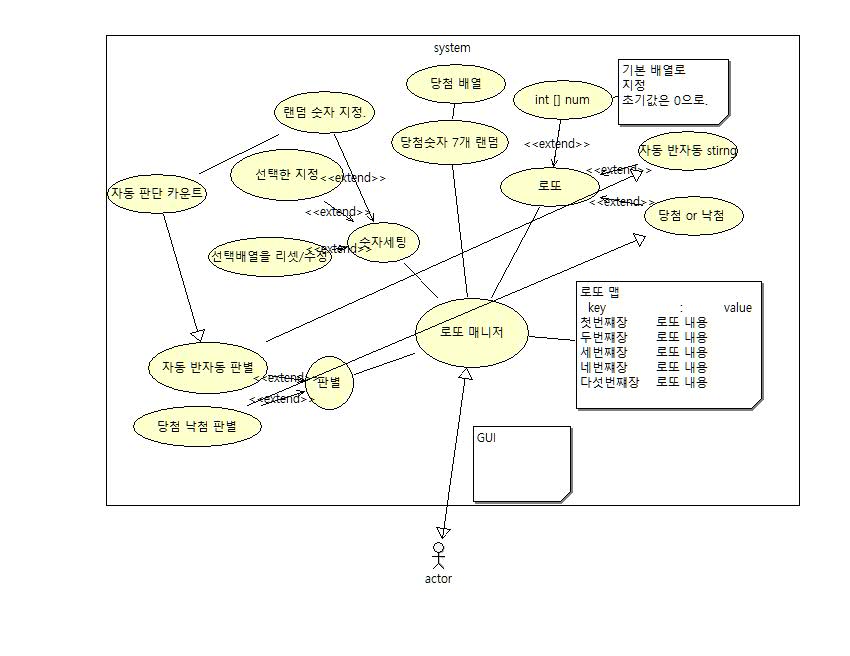 system
당첨 배열
int [] num
기본 배열로
지정
초기값은 0으로.
랜덤 숫자 지정.
당첨숫자 7개 랜덤
<<extend>>
자동 반자동 stirng
선택한 지정
<<extend>>
<<extend>>
자동 판단 카운트
로또
<<extend>>
<<extend>>
당첨 or 낙첨
숫자세팅
선택배열을 리셋/수정
<<extend>>
로또 매니저
로또 맵
key : value
첫번쨰장 로또 내용
두번쨰장 로또 내용
세번쨰장 로또 내용
네번쨰장 로또 내용
다섯번쨰장 로또 내용
자동 반자동 판별
<<extend>>
판별
<<extend>>
당첨 낙첨 판별
GUI
actor